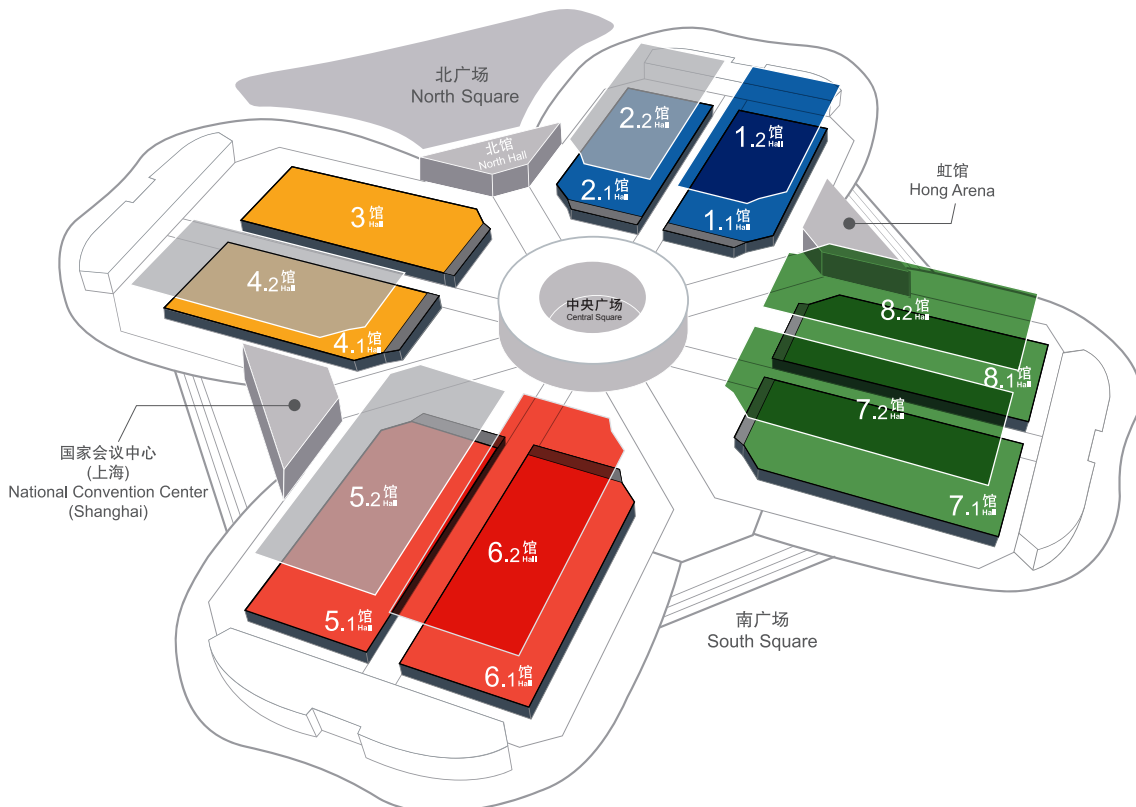 北广场
North Square
北馆
North Hall
2.2馆
Hall
1.2馆
Hall
2.1馆
Hall
1.1馆
Hall
虹馆
Hong Arena
3馆
Hall
4.2馆
Hall
4.1馆
Hall
中央广场
Central Square
8.2馆
Hall
8.1馆
Hall
7.2馆
Hall
7.1馆
Hall
国家会议中心
(上海)
National Convention Center
(Shanghai)
5.2馆
Hall
6.2馆
Hall
5.1馆
Hall
6.1馆
Hall
南广场
South Square